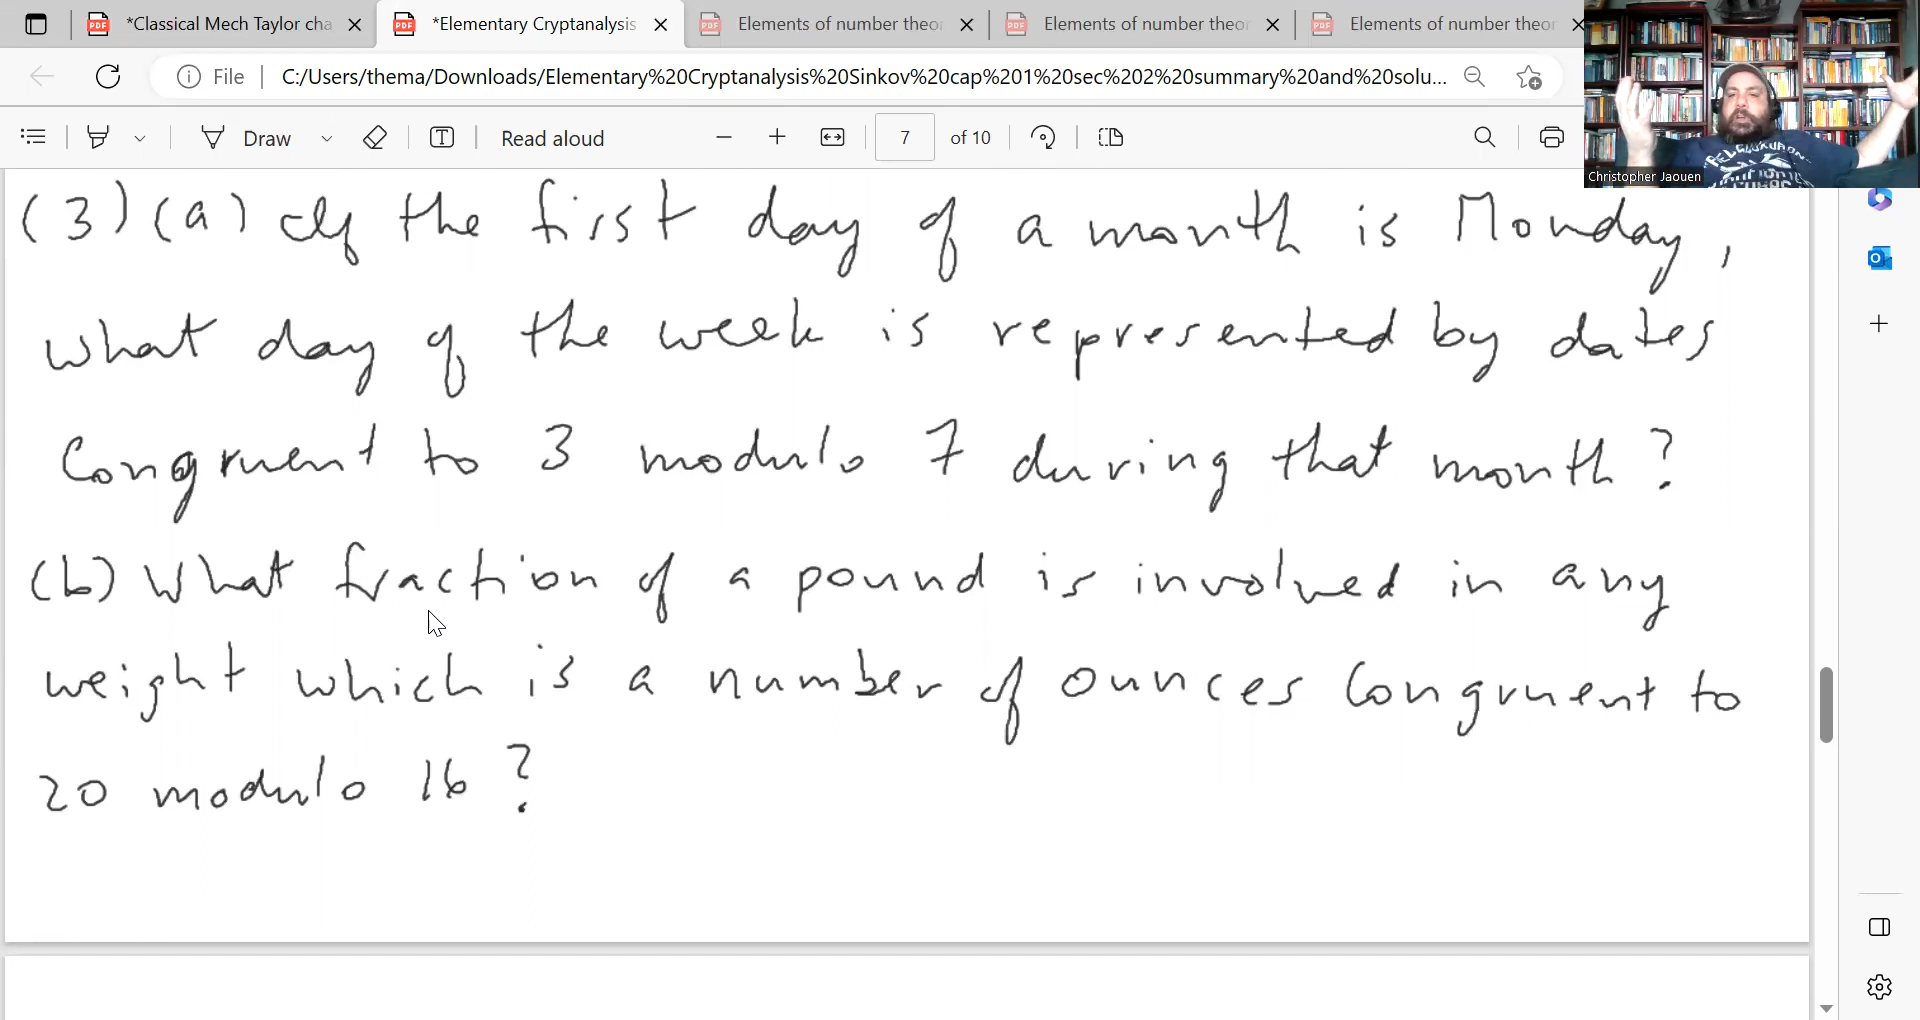 *Classical Mech Taylor cha
*Elementary Cryptanalysis
Elements of number theor
Elements of number theor
Elements of number theor
File
C:/Users/thema/Downloads/Elementary%20Cryptanalysis%20Sinkov%20cap%201%20sec%202%20summary%20and%20solu...
Draw
Read aloud
7
of 10
Christopher Jaouen
(3)(a) If the first day of a month is Monday,
what day of the week is represented by dates
Congruent to 3 modulo 7 during that month?
(b) What fraction of a pound is involved in any
weight which is a number of ounces Congruent to
20 modulo 16?